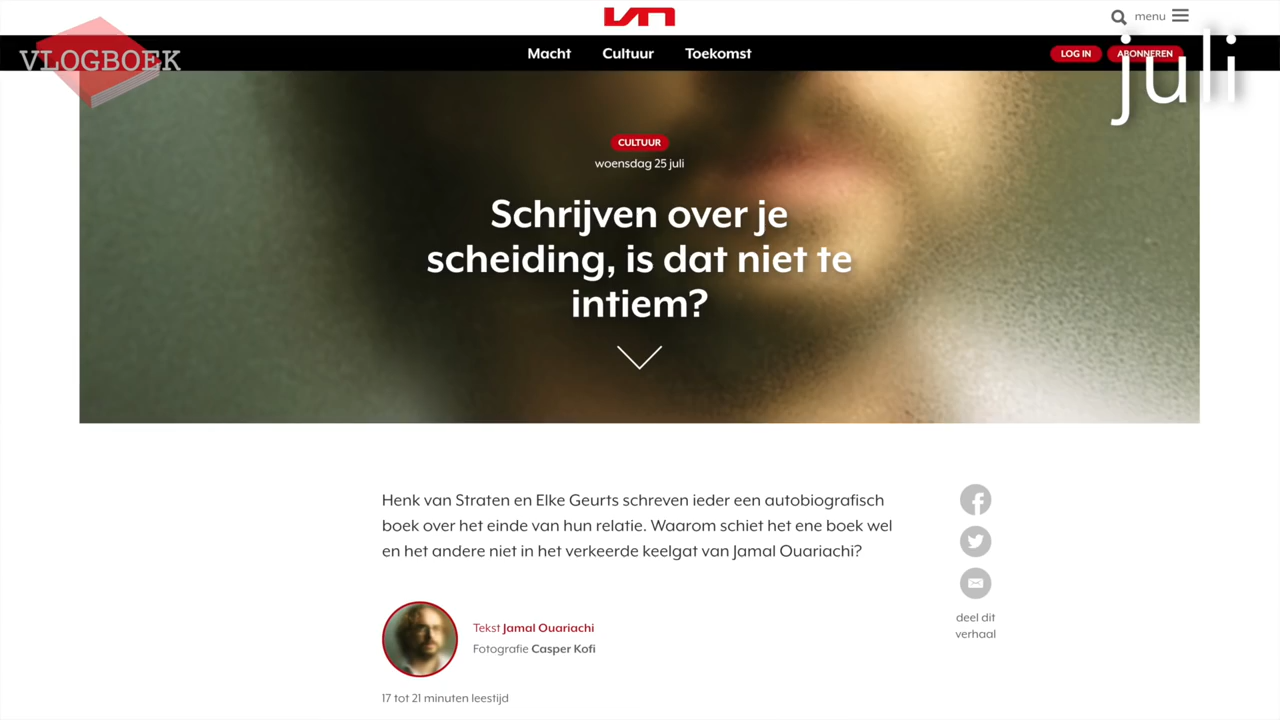 VLOGBOEK
VN
menu
juli
Macht Cultuur Toekomst
LOG IN ABONNEREN
CULTUUR
woensdag 25 juli
Schrijven over je
scheiding, is dat niet te
intiem?
Henk van Straten en Elke Geurts schreven ieder een autobiografisch
boek over het einde van hun relatie. Waarom schiet het ene boek wel
en het andere niet in het verkeerde keelgat van Jamal Ouariachi?
Tekst Jamal Ouariachi
Fotografie Casper Kofi
deel dit
verhaal
17 tot 21 minuten leestijd